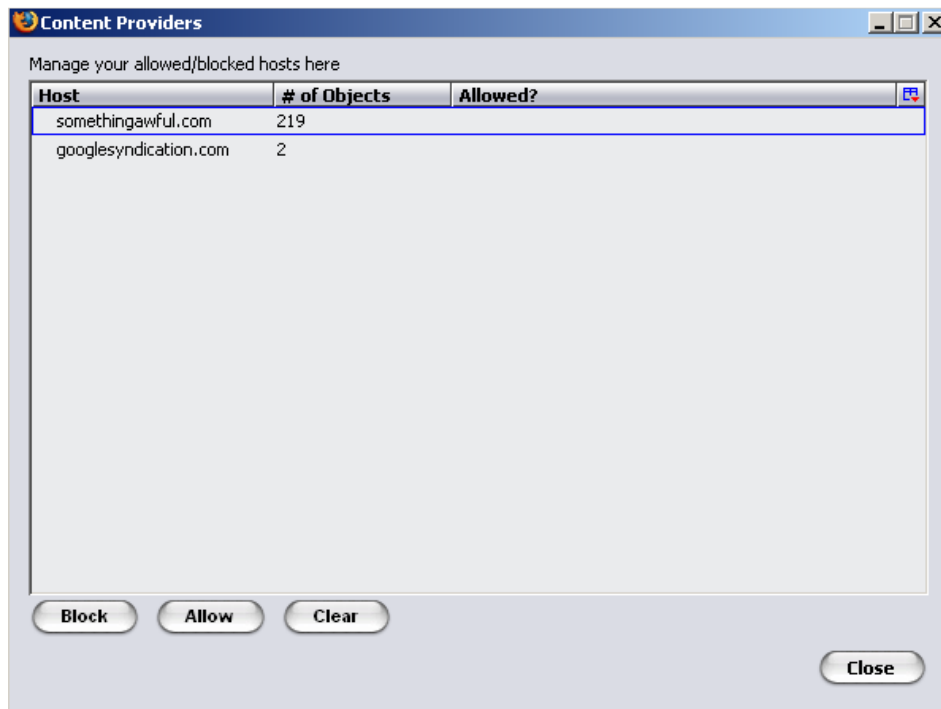 Content Providers
Manage your allowed/blocked hosts here
Host # of Objects Allowed?
somethingawful.com 219
googlesyndication.com 2
Block Allow Clear
Close